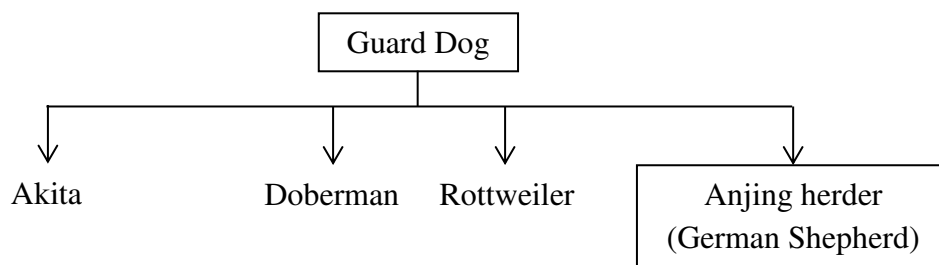 Guard Dog
Akita
Doberman
Rottweiler
Anjing herder
(German Shepherd)